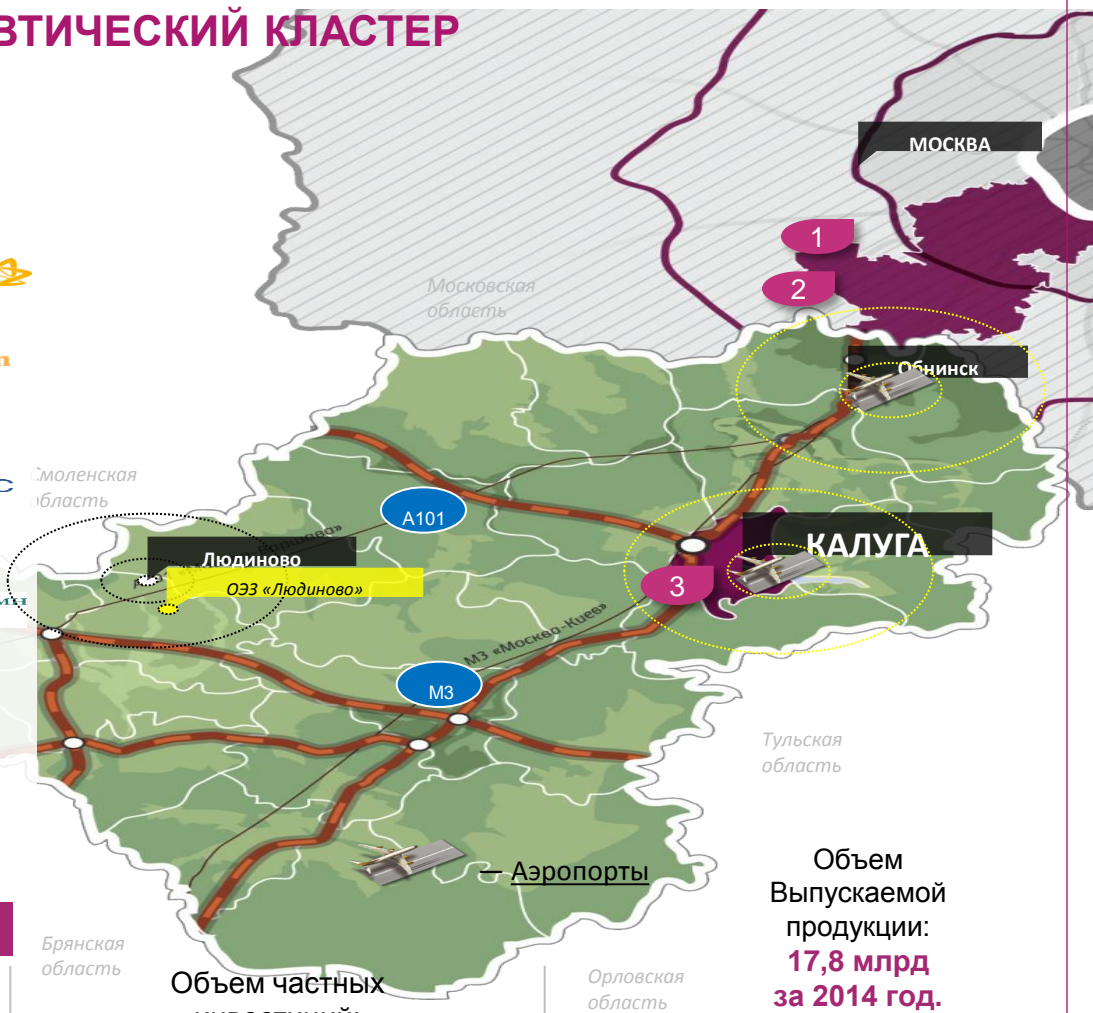 ВТИЧЕСКИЙ КЛАСТЕР
МОСКВА
1
2
Московская
область
Обнинск
Смоленская
область
А101
КАЛУГА
Людиново
ОЭЗ «Людиново»
3
М3 «Москва-Киев»
М3
Тульская
область
— Аэропорты
Объем
Выпускаемой
продукции:
17,8 млрд
за 2014 год.
Брянская
область
Объем частных
Орловская
область